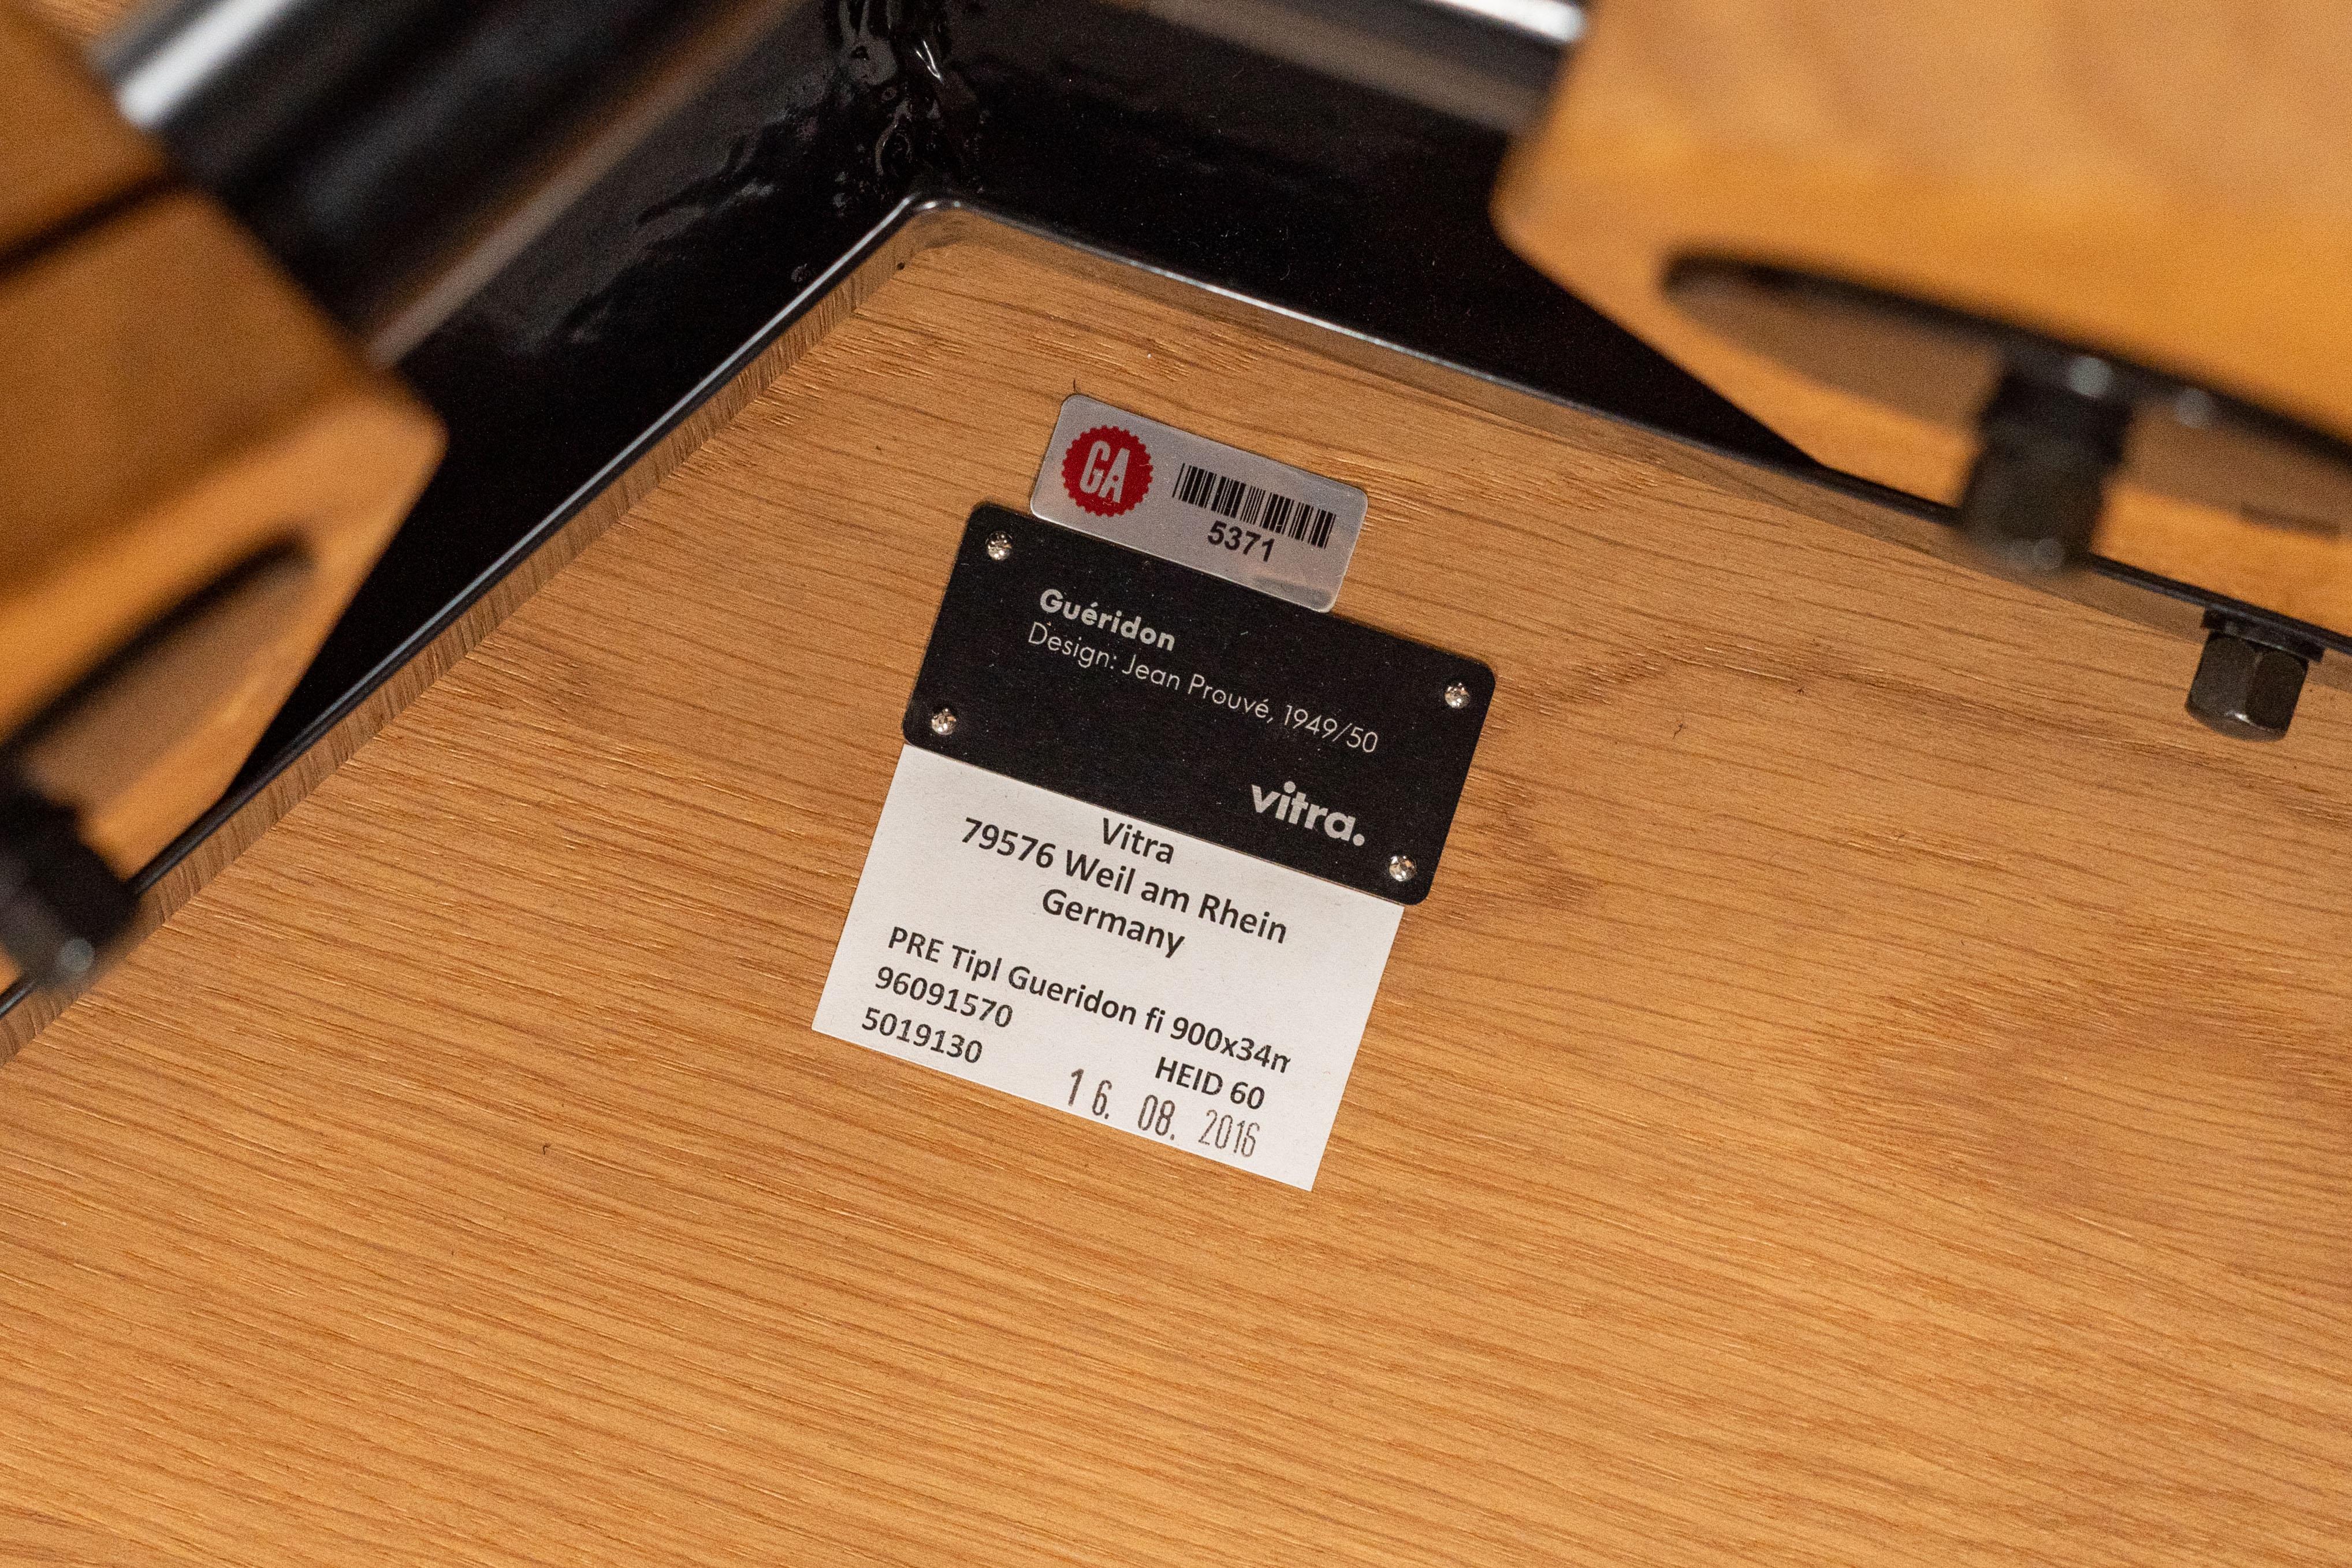 GA
5371
Guéridon
Design: Jean Prouvé, 1949/50
vitra.
Vitra
79576 Weil am Rhein
Germany
PRE Tipl Gueridon fi 900x34m
96091570
HEID 60
5019130
16. 08. 2016